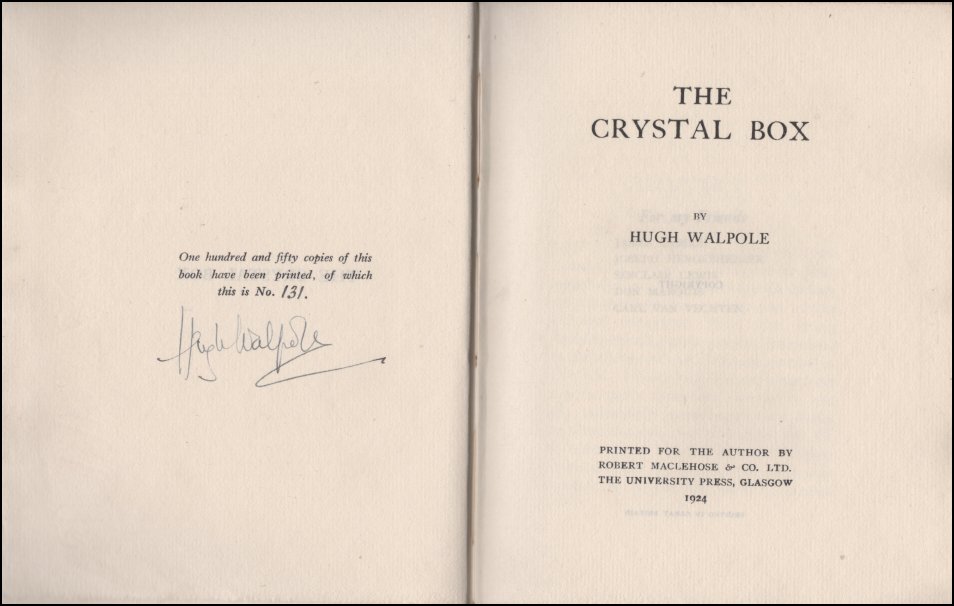 One hundred and fifty copies of this
book have been printed, of which
this is No. 131.
Hugh Walpole
THE
CRYSTAL BOX
BY
HUGH WALPOLE
PRINTED FOR THE AUTHOR BY
ROBERT MACLEHOSE & CO. LTD.
THE UNIVERSITY PRESS, GLASGOW
1924